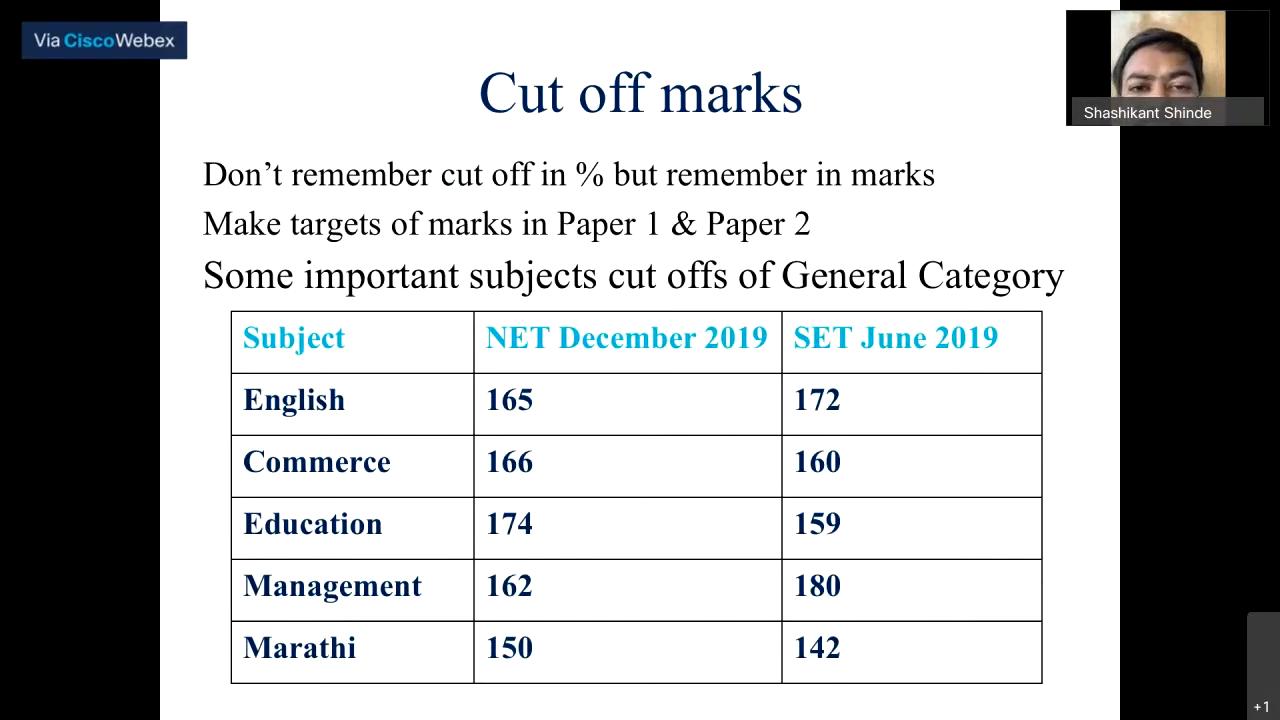 Via CiscoWebex
Shashikant Shinde
Cut off marks
Don’t remember cut off in % but remember in marks
Make targets of marks in Paper 1 & Paper 2
Some important subjects cut offs of General Category
Subject NET December 2019 SET June 2019
English 165 172
Commerce 166 160
Education 174 159
Management 162 180
Marathi 150 142
+1